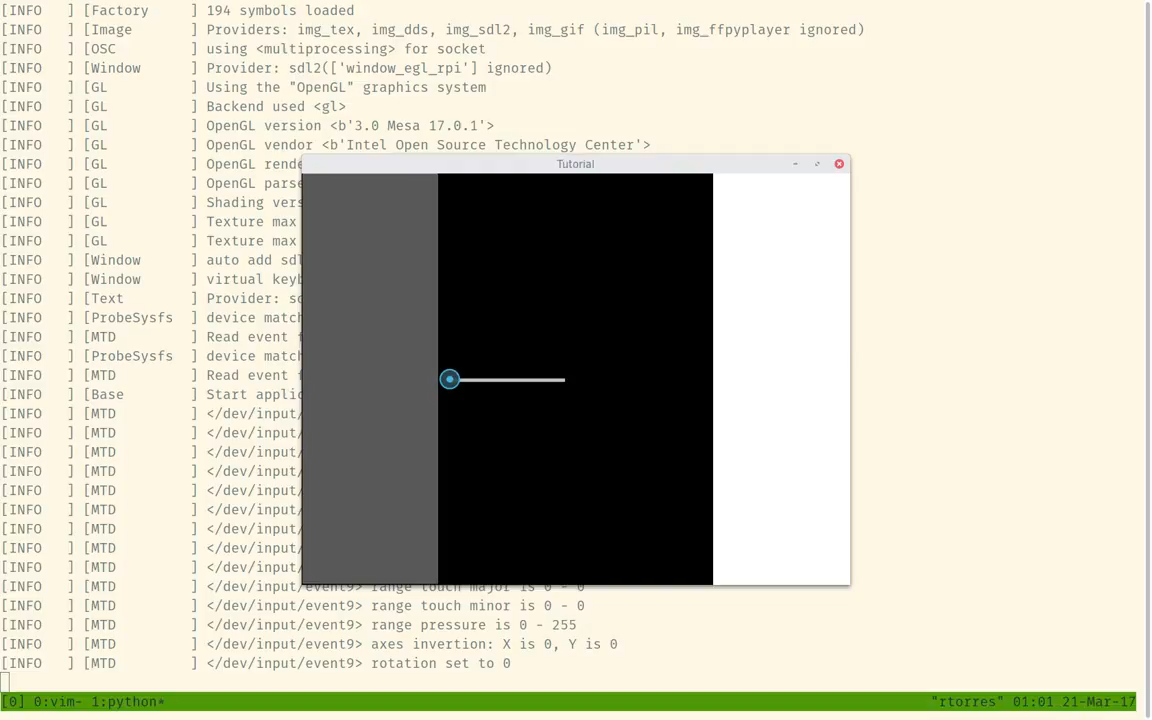 [INFO   ] [Factory     ] 194 symbols loaded
[INFO   ] [Image       ] Providers: img_tex, img_dds, img_sdl2, img_gif (img_pil, img_ffpyplayer ignored)
[INFO   ] [OSC         ] using <multiprocessing> for socket
[INFO   ] [Window      ] Provider: sdl2(['window_egl_rpi'] ignored)
[INFO   ] [GL          ] Using the "OpenGL" graphics system
[INFO   ] [GL          ] Backend used <gl>
[INFO   ] [GL          ] OpenGL version <b'3.0 Mesa 17.0.1'>
[INFO   ] [GL          ] OpenGL vendor <b'Intel Open Source Technology Center'>
Tutorial
[INFO   ] [GL          ] OpenGL rende
[INFO   ] [GL          ] OpenGL parse
[INFO   ] [GL          ] Shading vers
[INFO   ] [GL          ] Texture max
[INFO   ] [GL          ] Texture max
[INFO   ] [Window      ] auto add sdl
[INFO   ] [Window      ] virtual keyb
[INFO   ] [Text        ] Provider: sd
[INFO   ] [ProbeSysfs  ] device match
[INFO   ] [MTD         ] Read event f
[INFO   ] [ProbeSysfs  ] device match
[INFO   ] [MTD         ] Read event f
[INFO   ] [Base        ] Start applic
[INFO   ] [MTD         ] </dev/input/
[INFO   ] [MTD         ] </dev/input/
[INFO   ] [MTD         ] </dev/input/
[INFO   ] [MTD         ] </dev/input/
[INFO   ] [MTD         ] </dev/input/
[INFO   ] [MTD         ] </dev/input/
[INFO   ] [MTD         ] </dev/input/
[INFO   ] [MTD         ] </dev/input/
[INFO   ] [MTD         ] </dev/input/
[INFO   ] [MTD         ] </dev/input/event9> range touch major is 0 - 0
[INFO   ] [MTD         ] </dev/input/event9> range touch minor is 0 - 0
[INFO   ] [MTD         ] </dev/input/event9> range pressure is 0 - 255
[INFO   ] [MTD         ] </dev/input/event9> axes invertion: X is 0, Y is 0
[INFO   ] [MTD         ] </dev/input/event9> rotation set to 0
[0] 0:vim- 1:python* "rtorres" 01:01 21-Mar-17